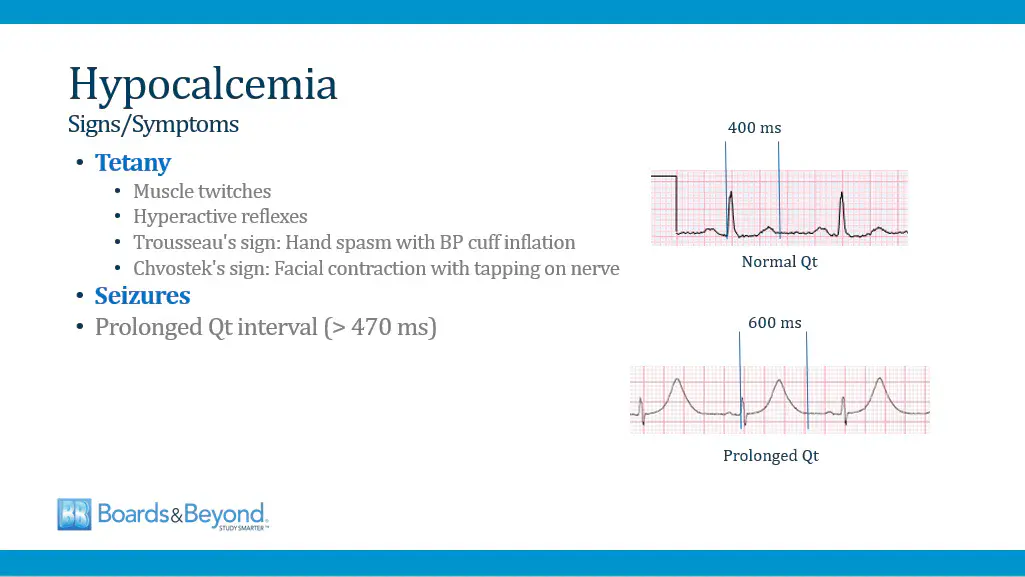 Hypocalcemia
Signs/Symptoms
• Tetany
• Muscle twitches
• Hyperactive reflexes
• Trousseau's sign: Hand spasm with BP cuff inflation
• Chvostek's sign: Facial contraction with tapping on nerve
• Seizures
• Prolonged Qt interval (> 470 ms)
400 ms
Normal Qt
600 ms
Prolonged Qt
BB Boards&Beyond.
STUDY SMARTER™